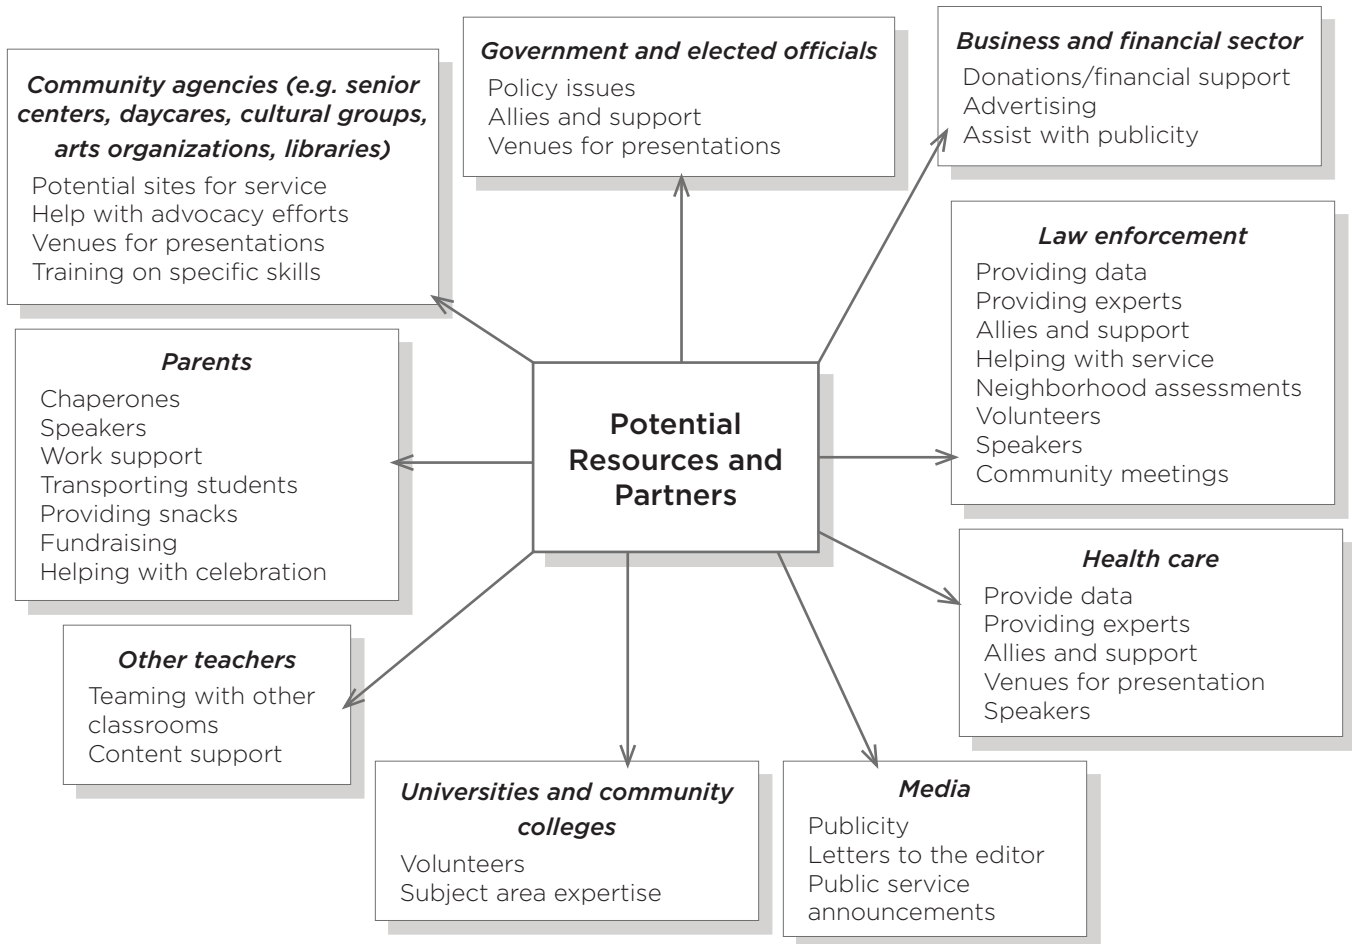 Community agencies (e.g. senior
centers, daycares, cultural groups,
arts organizations, libraries)
Potential sites for service
Help with advocacy efforts
Venues for presentations
Training on specific skills
Government and elected officials
Policy issues
Allies and support
Venues for presentations
Business and financial sector
Donations/financial support
Advertising
Assist with publicity
Law enforcement
Providing data
Providing experts
Allies and support
Helping with service
Neighborhood assessments
Volunteers
Speakers
Community meetings
Parents
Chaperones
Speakers
Work support
Transporting students
Providing snacks
Fundraising
Helping with celebration
Potential
Resources and
Partners
Health care
Provide data
Providing experts
Allies and support
Venues for presentation
Speakers
Other teachers
Teaming with other
classrooms
Content support
Universities and community
colleges
Volunteers
Subject area expertise
Media
Publicity
Letters to the editor
Public service
announcements